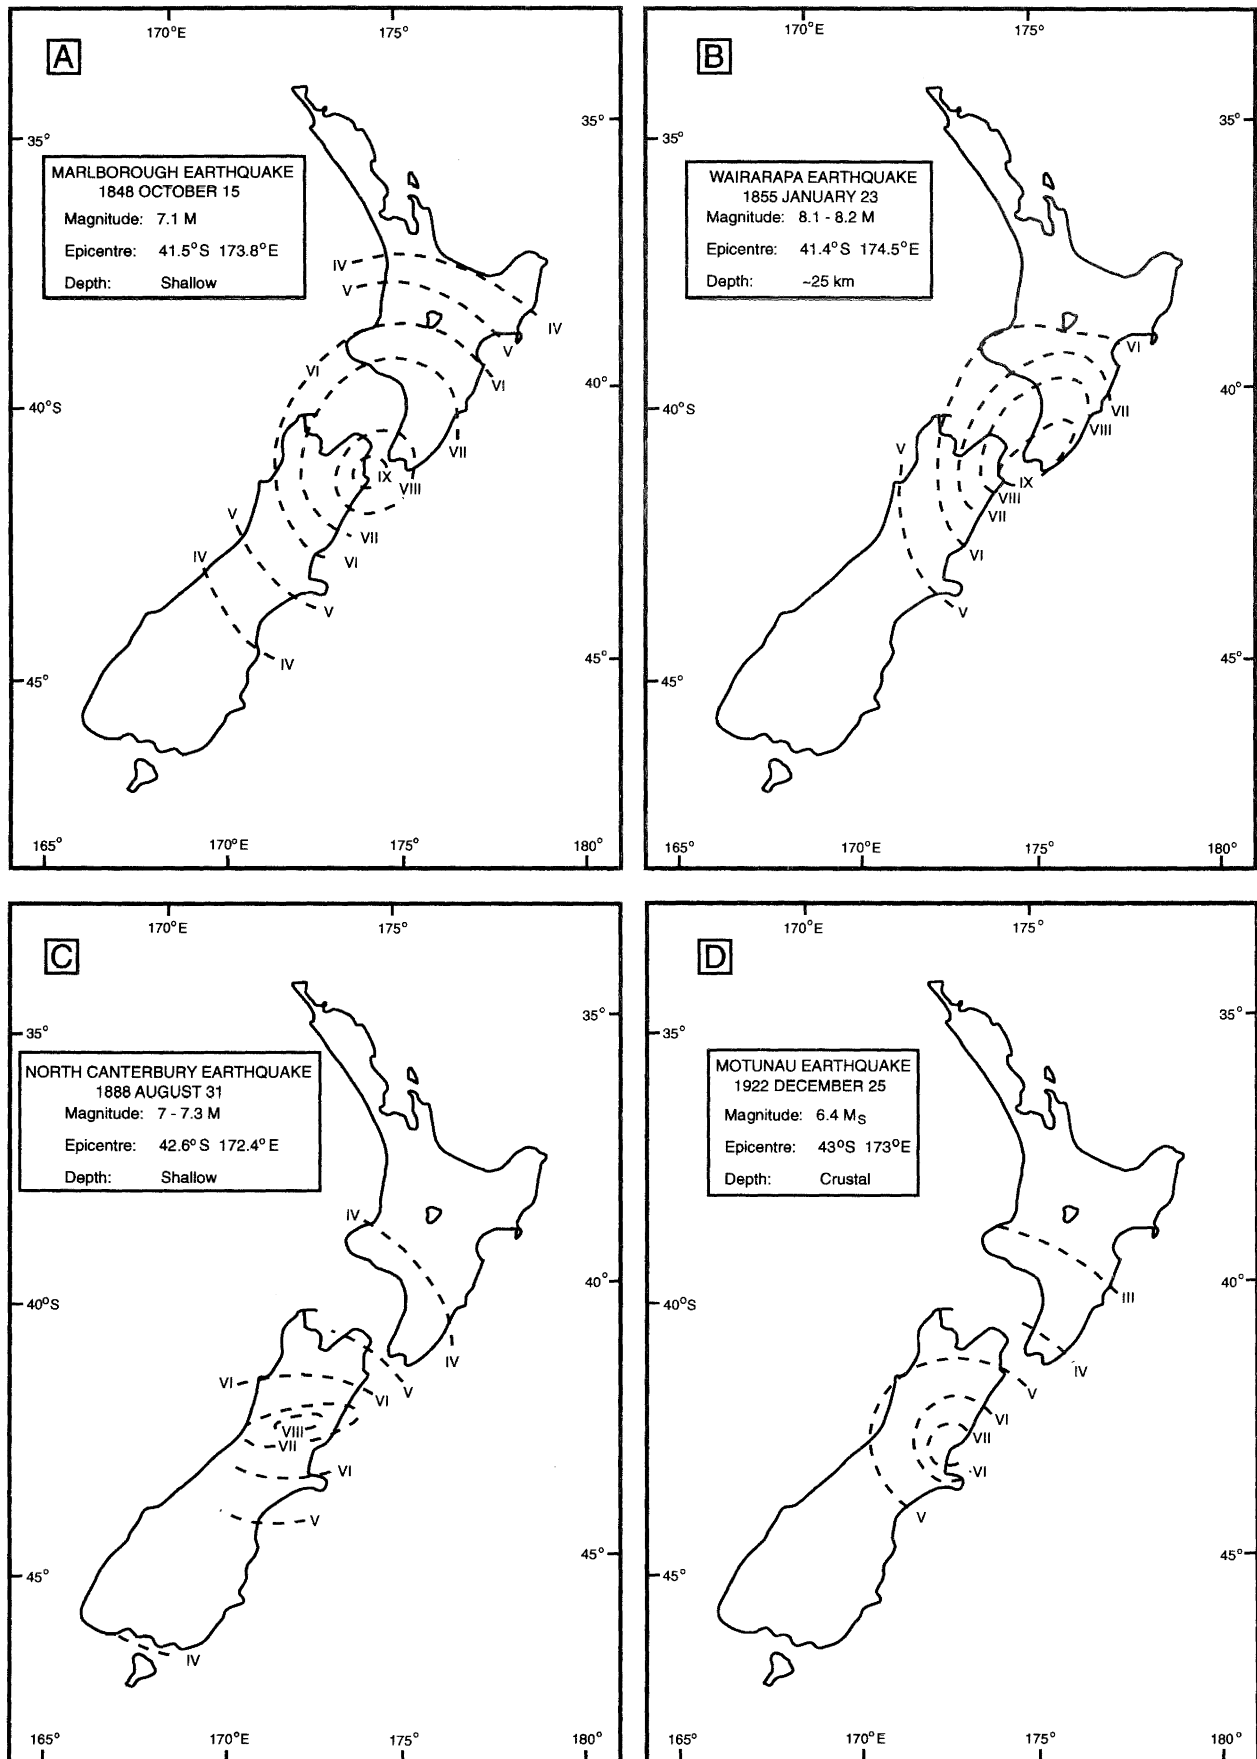 170°E 175°
A
35°
35°
MARLBOROUGH EARTHQUAKE
1848 OCTOBER 15
Magnitude: 7.1 M
Epicentre: 41.5°S 173.8°E
Depth: Shallow
IV
V
IV
V
VI
VI
40°
40°S
VII
IX
VIII
V
VII
IV
VI
V
45°
IV
45°
165° 170° 175° 180°
170°E 175°
B
35°
35°
WAIRARAPA EARTHQUAKE
1855 JANUARY 23
Magnitude: 8.1 - 8.2 M
Epicentre: 41.4°S 174.5°E
Depth: ~25 km
VI
40°
40°S
VII
VIII
V
IX
VIII
VII
VI
V
45°
45°
165° 170°E 175° 180°
170°E 175°
C
35°
35°
NORTH CANTERBURY EARTHQUAKE
1888 AUGUST 31
Magnitude: 7 - 7.3 M
Epicentre: 42.6°S 172.4°E
Depth: Shallow
IV
40°
40°S
IV
VI
V
VI
VIII
VII
VI
V
45°
45°
IV
165° 170°E 175° 180°
170°E 175°
D
35°
35°
MOTUNAU EARTHQUAKE
1922 DECEMBER 25
Magnitude: 6.4 MS
Epicentre: 43°S 173°E
Depth: Crustal
40°
III
40°S
IV
V
VI
VII
VI
V
45°
45°
165° 170°E 175° 180°